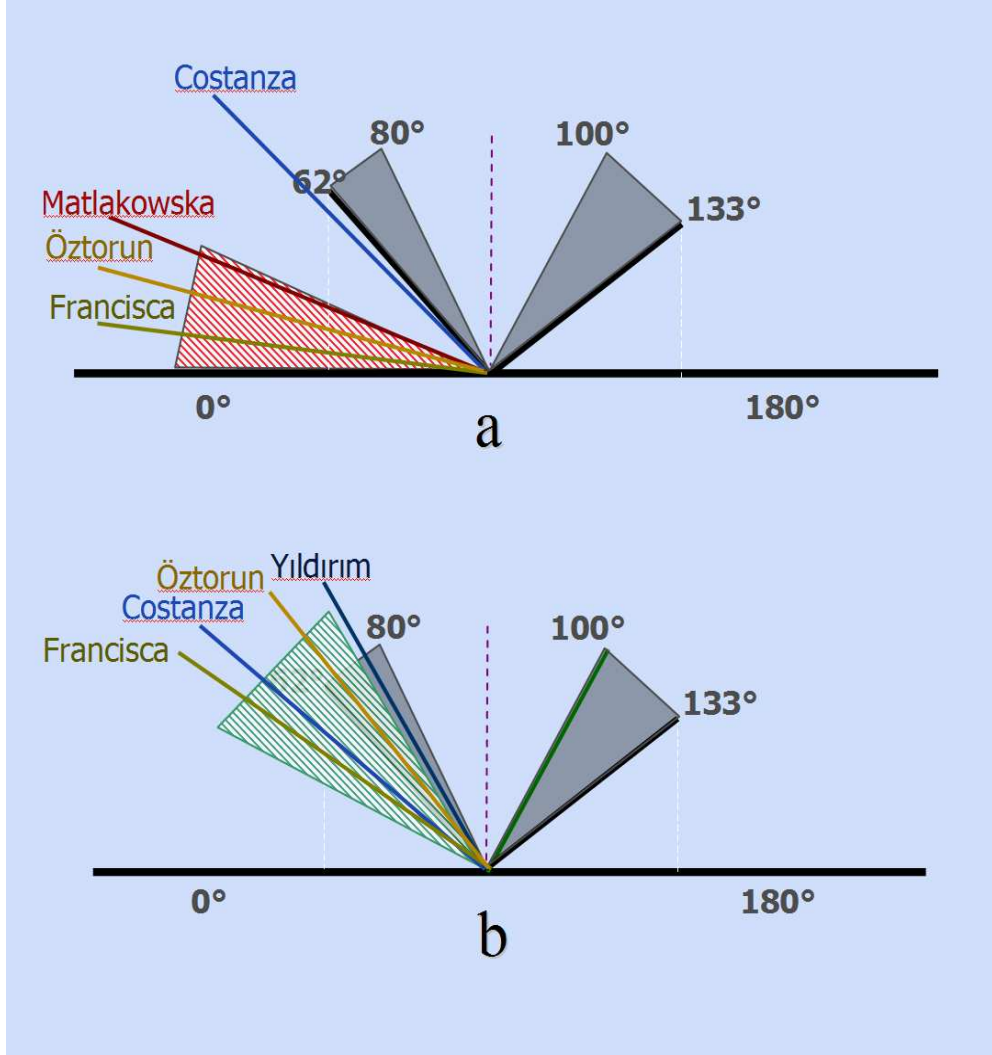 Costanza
80°
100°
62°
Matlakowska
133°
Öztorun
Francisca
0°
180°
a
Yıldırım
Öztorun
Costanza
80°
100°
Francisca
133°
0°
180°
b